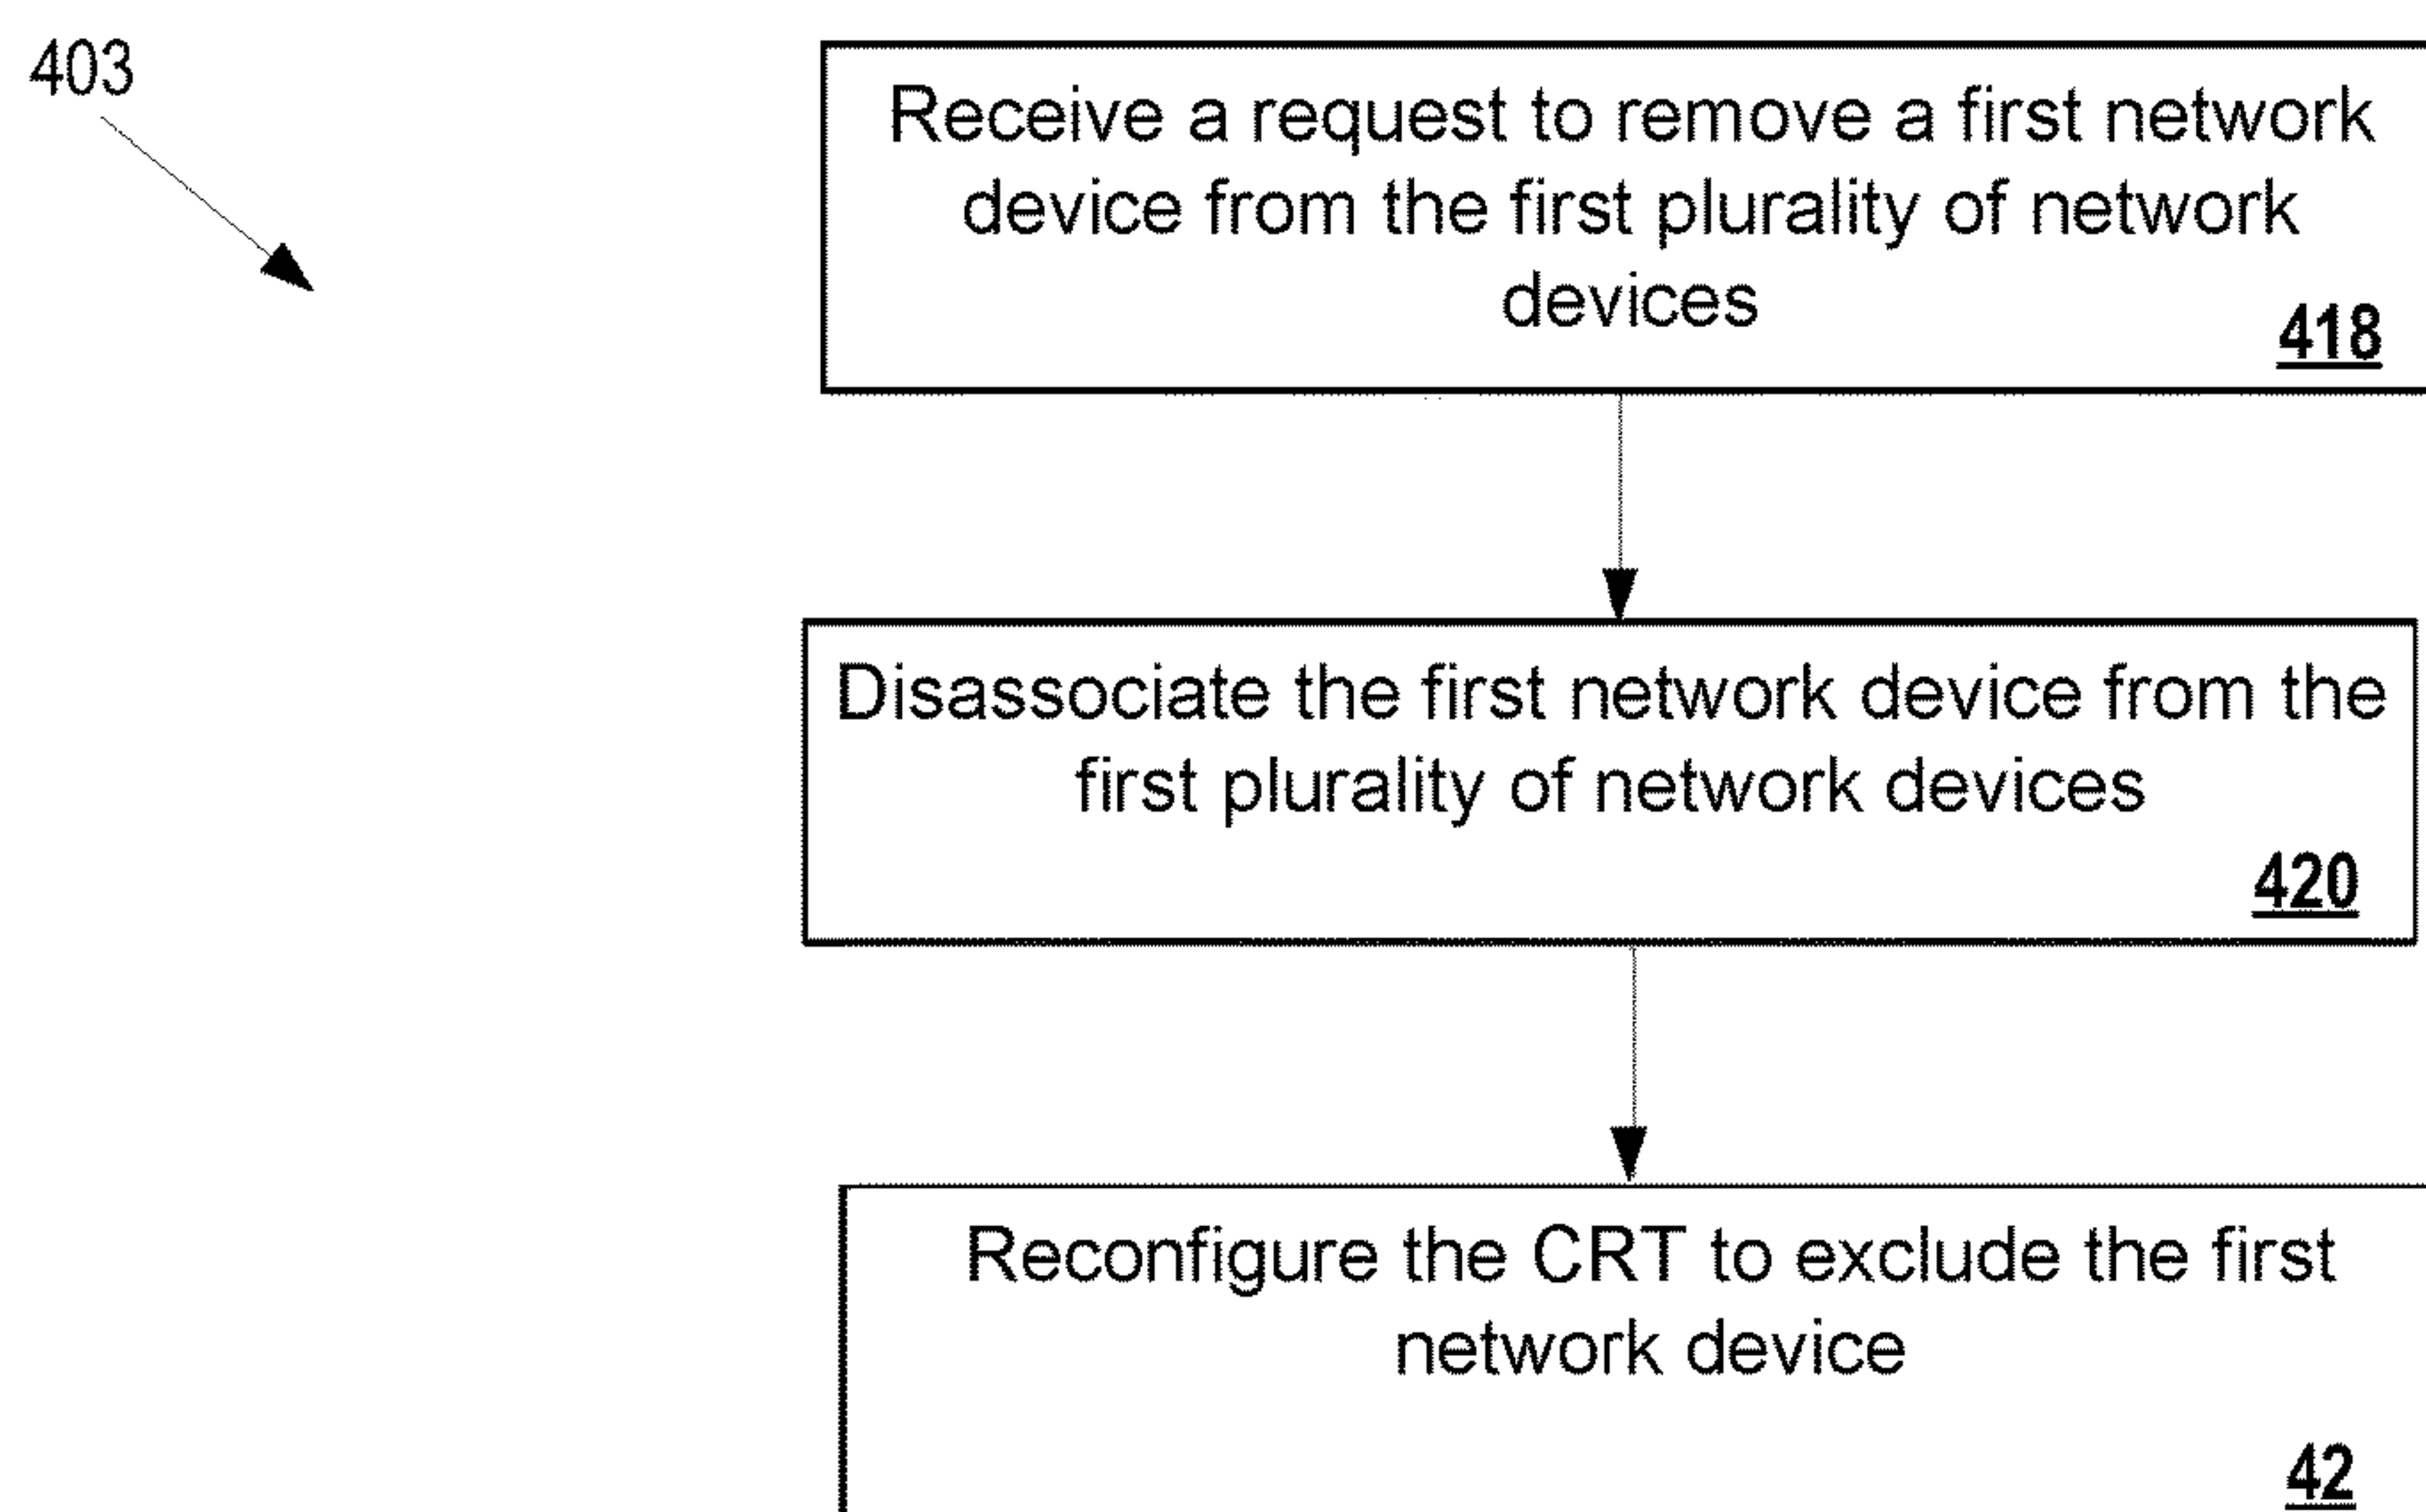 403
Receive a request to remove a first network
device from the first plurality of network
devices
418
Disassociate the first network device from the
first plurality of network devices
420
Reconfigure the CRT to exclude the first
network device
42